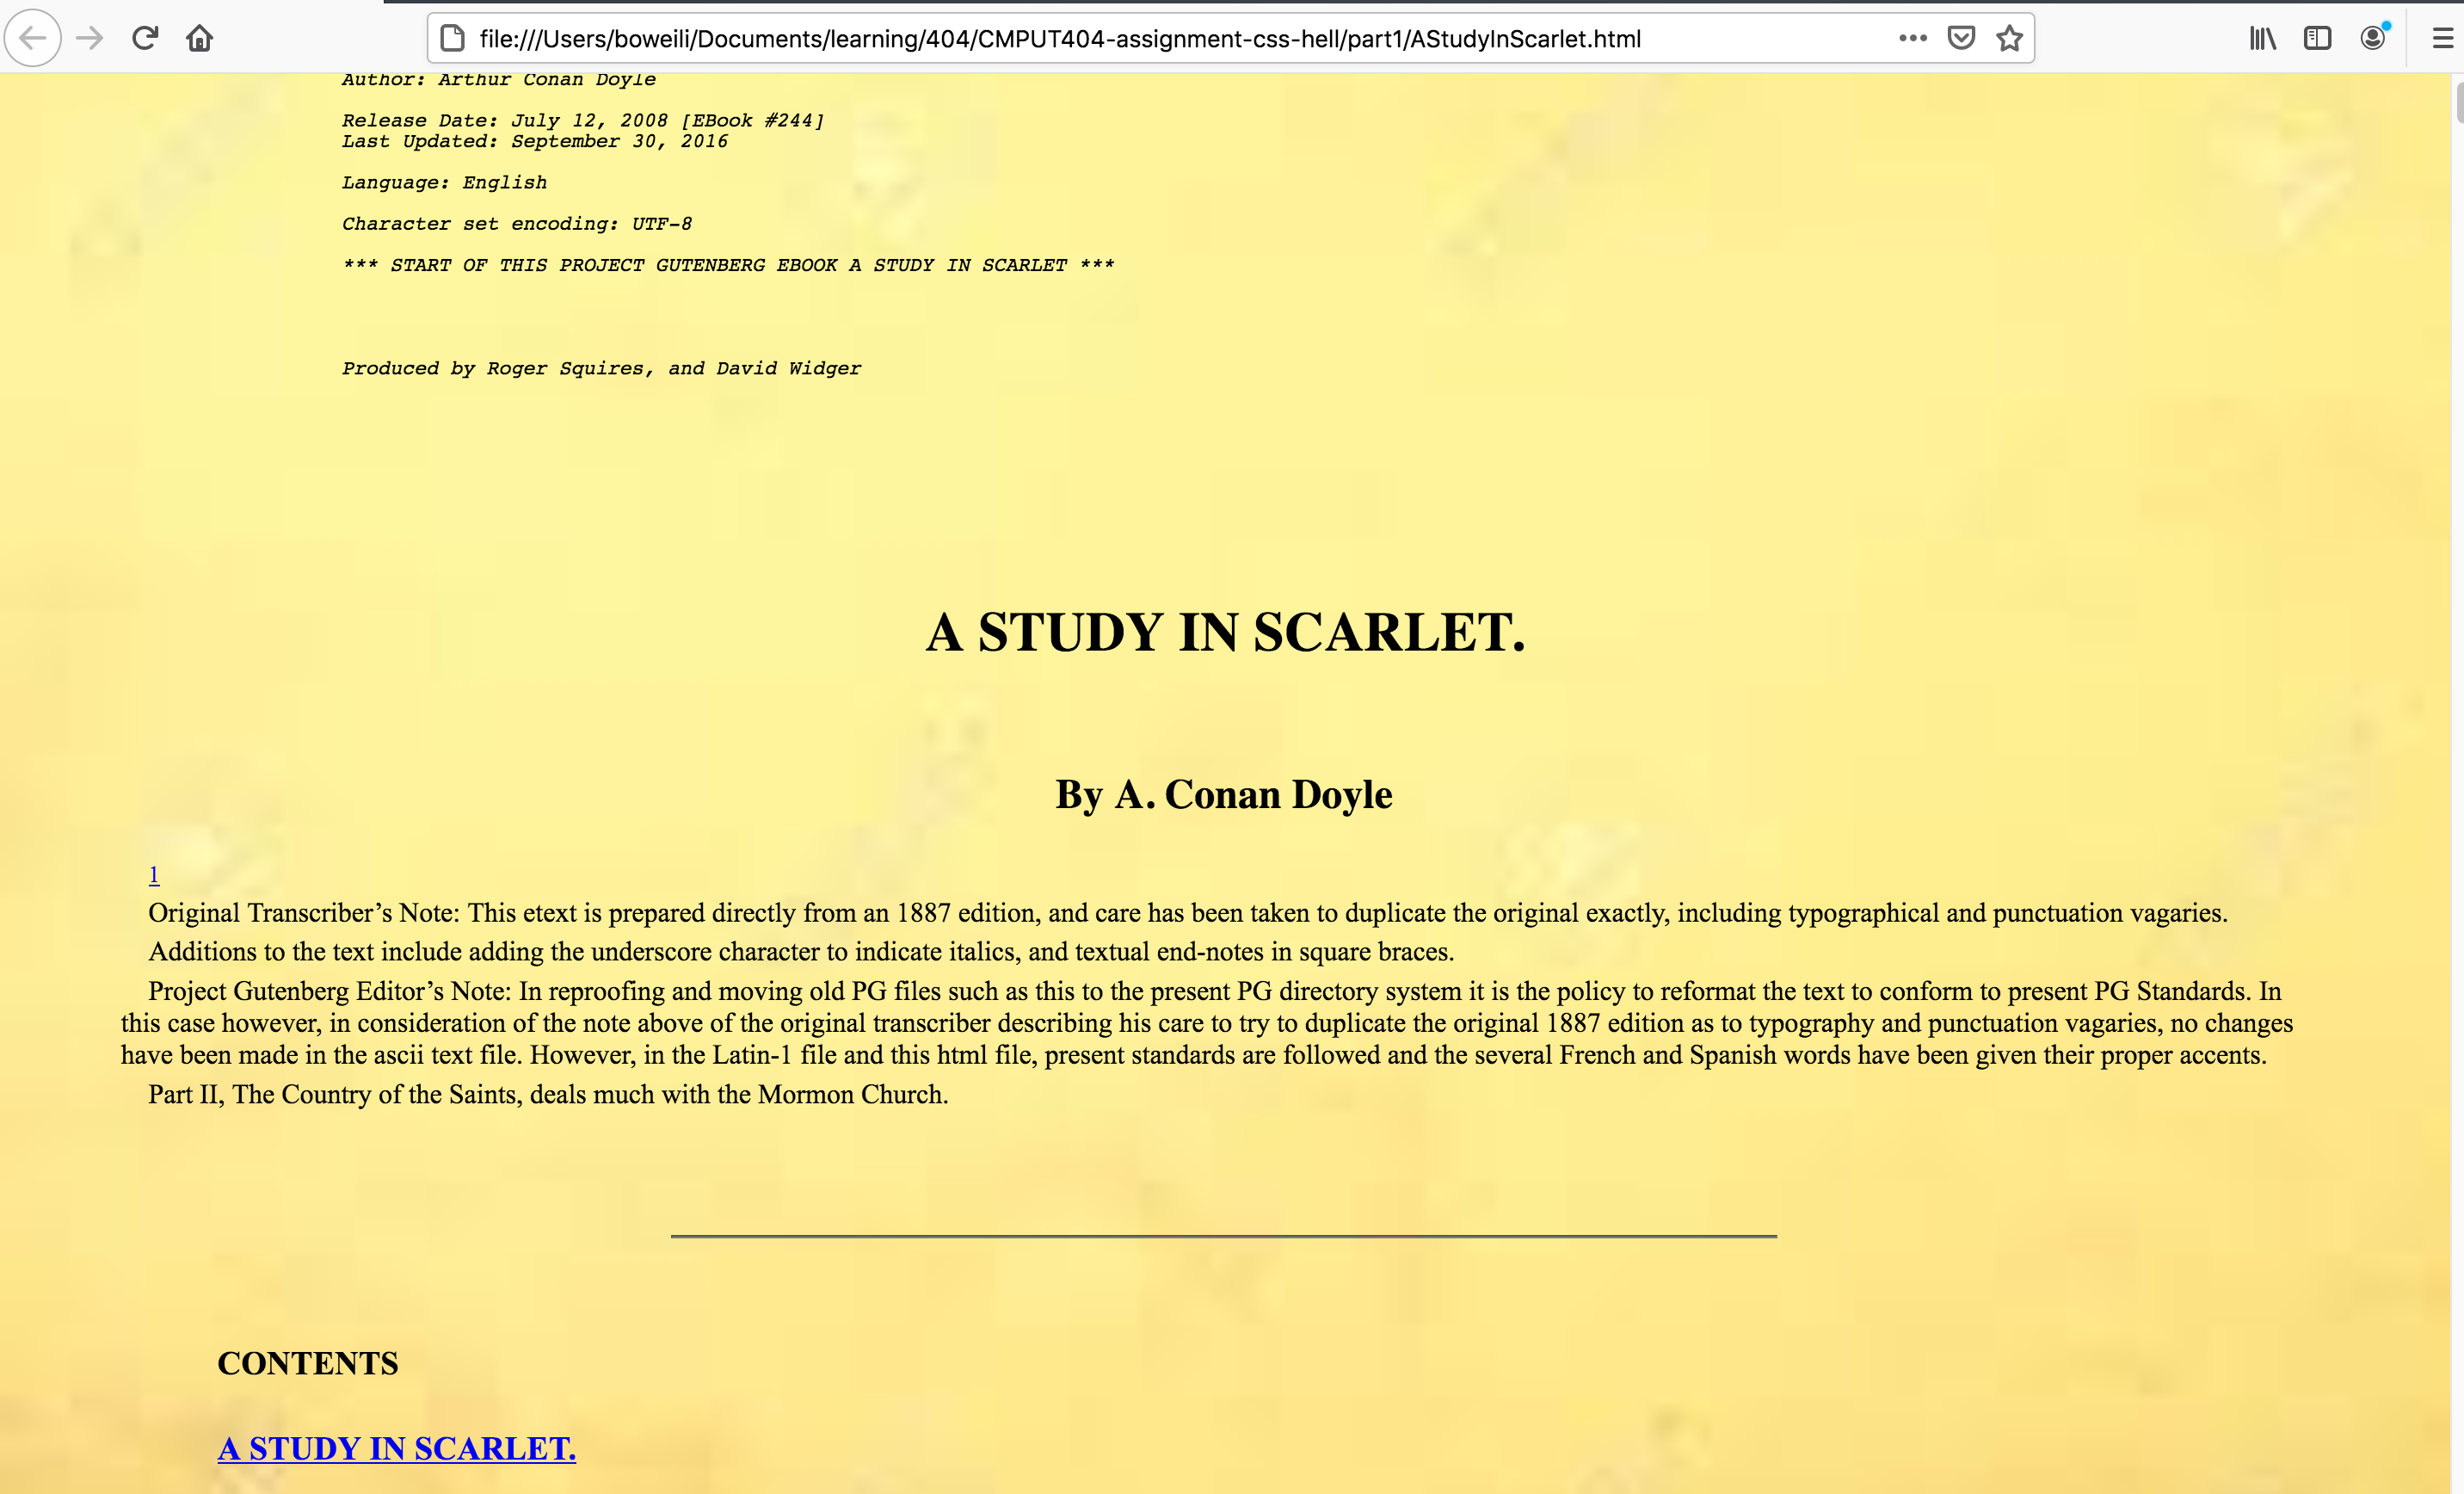 file:///Users/boweili/Documents/learning/404/CMPUT404-assignment-css-hell/part1/AStudyInScarlet.html
Author: Arthur Conan Doyle
Release Date: July 12, 2008 [EBook #244]
Last Updated: September 30, 2016
Language: English
Character set encoding: UTF-8
*** START OF THIS PROJECT GUTENBERG EBOOK A STUDY IN SCARLET ***
Produced by Roger Squires, and David Widger
A STUDY IN SCARLET.
By A. Conan Doyle
1
Original Transcriber’s Note: This etext is prepared directly from an 1887 edition, and care has been taken to duplicate the original exactly, including typographical and punctuation vagaries.
Additions to the text include adding the underscore character to indicate italics, and textual end-notes in square braces.
Project Gutenberg Editor’s Note: In reproofing and moving old PG files such as this to the present PG directory system it is the policy to reformat the text to conform to present PG Standards. In
this case however, in consideration of the note above of the original transcriber describing his care to try to duplicate the original 1887 edition as to typography and punctuation vagaries, no changes
have been made in the ascii text file. However, in the Latin-1 file and this html file, present standards are followed and the several French and Spanish words have been given their proper accents.
Part II, The Country of the Saints, deals much with the Mormon Church.
CONTENTS
A STUDY IN SCARLET.